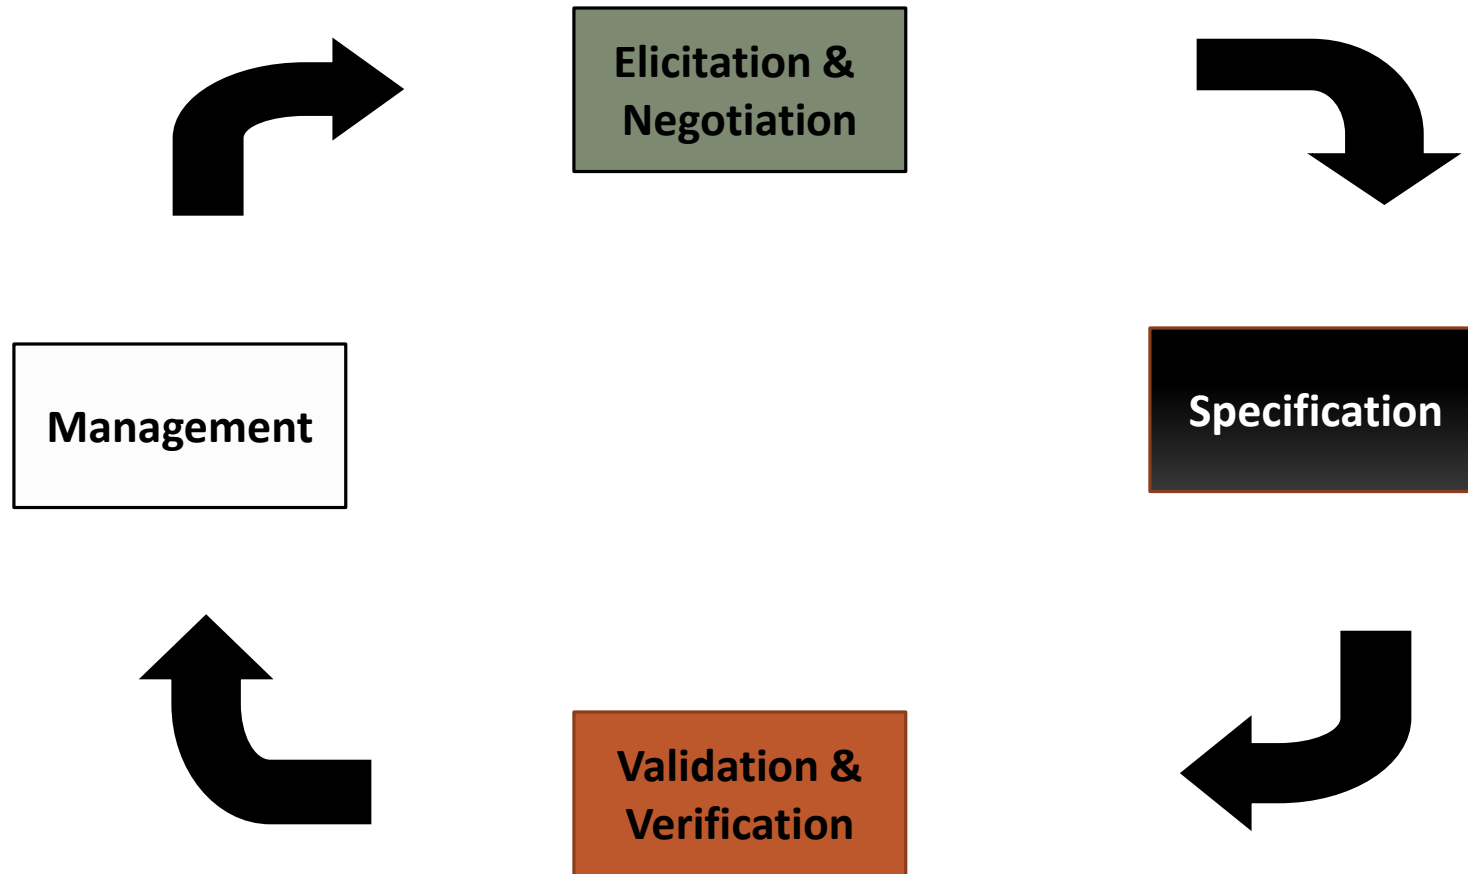 Elicitation &
Negotiation
Management
Specification
Validation &
Verification